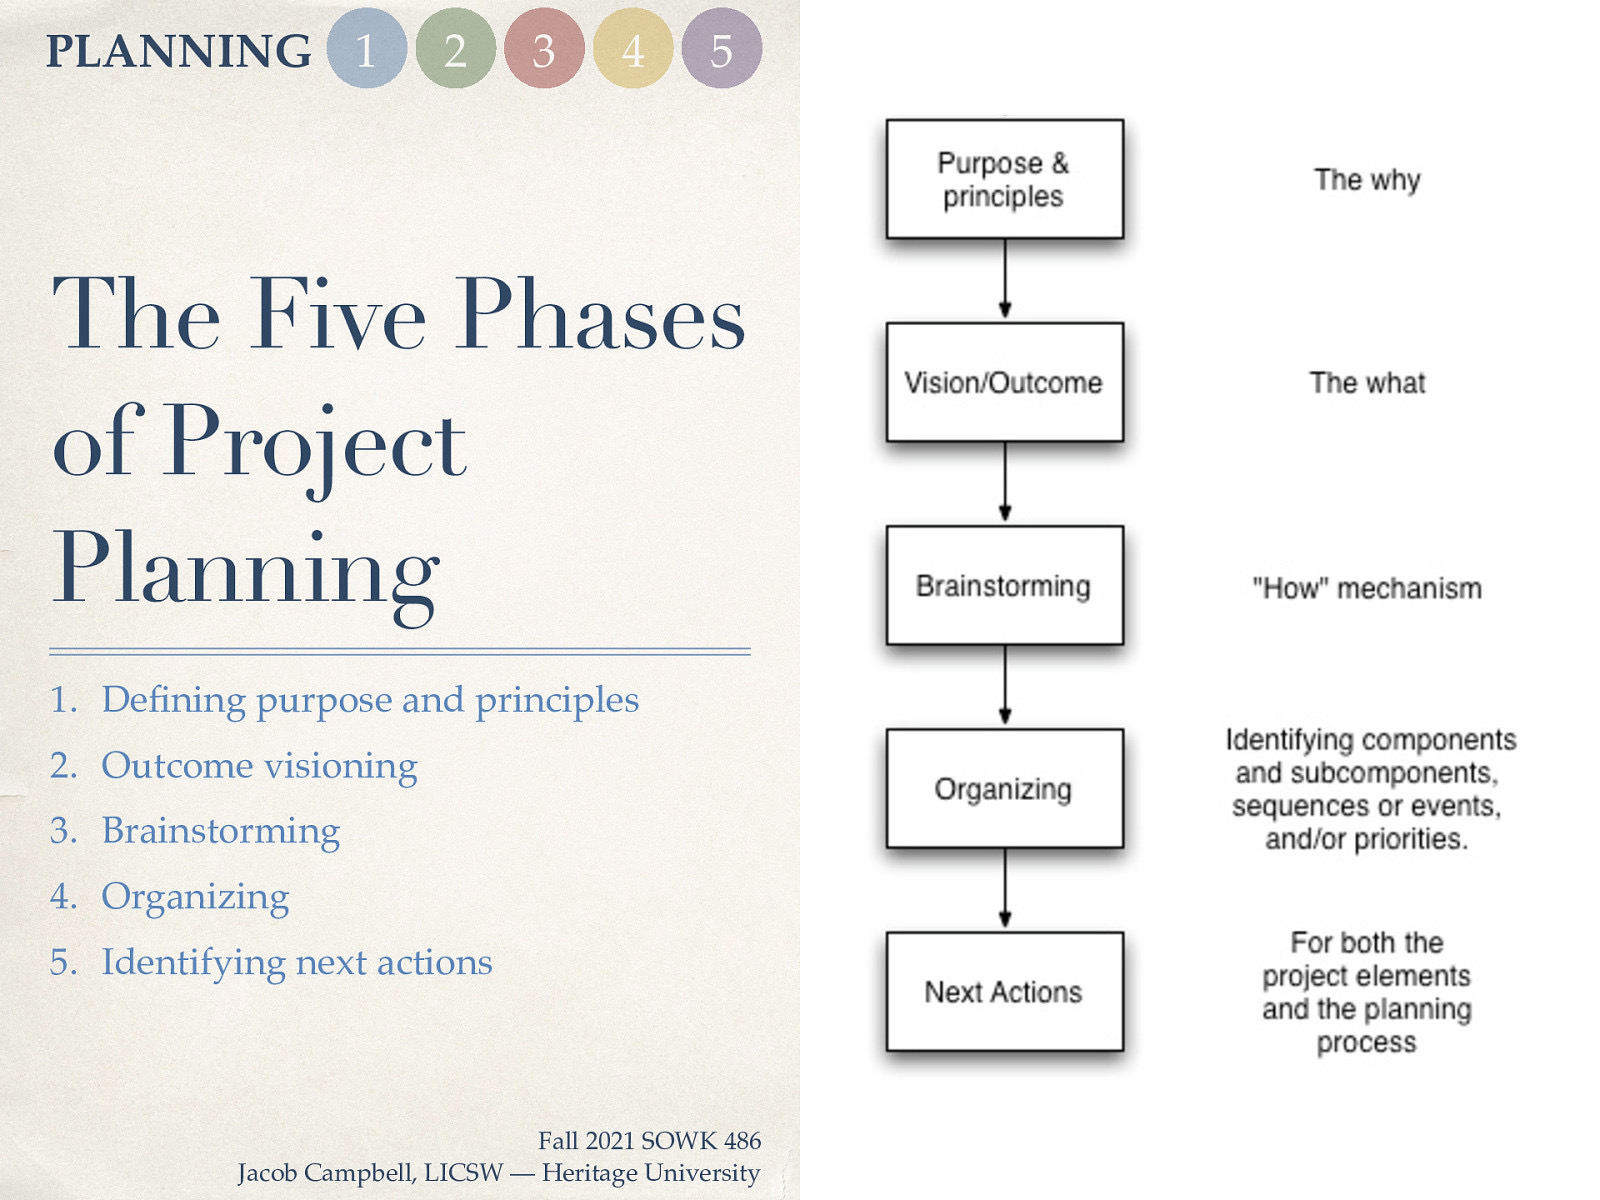 PLANNING 1 2 3 4 5
The Five Phases
of Project
Planning
1. Defining purpose and principles
2. Outcome visioning
3. Brainstorming
4. Organizing
5. Identifying next actions
Fall 2021 SOWK 486
Jacob Campbell, LICSW — Heritage University
Purpose &
principles
The why
Vision/Outcome
The what
Brainstorming
"How" mechanism
Organizing
Identifying components
and subcomponents,
sequences or events,
and/or priorities.
Next Actions
For both the
project elements
and the planning
process